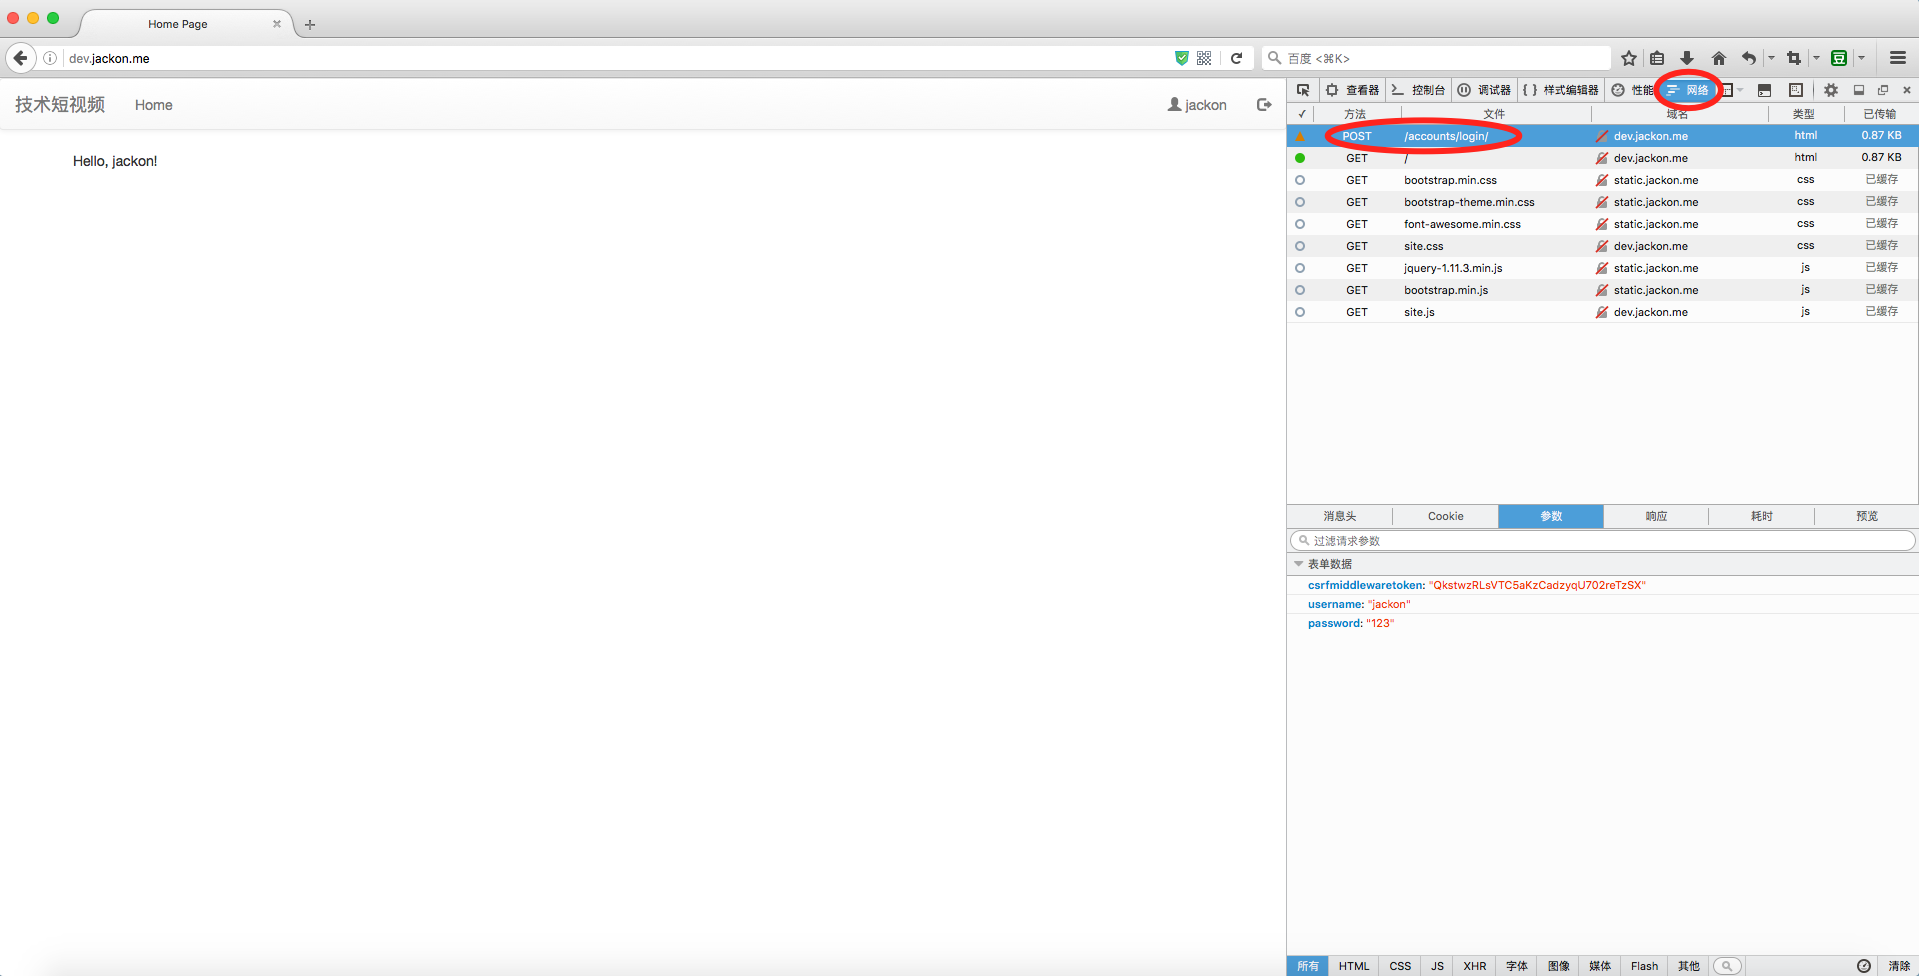 Home Page
dev.jackon.me
百度 <⌘K>
技术短视频 Home jackon
Hello, jackon!
查看器 控制台 调试器 { } 样式编辑器 性能 网络
✓ 方法 文件 域名 类型 已传输
POST /accounts/login/ dev.jackon.me html 0.87 KB
GET / dev.jackon.me html 0.87 KB
GET bootstrap.min.css static.jackon.me css 已缓存
GET bootstrap-theme.min.css static.jackon.me css 已缓存
GET font-awesome.min.css static.jackon.me css 已缓存
GET site.css dev.jackon.me css 已缓存
GET jquery-1.11.3.min.js static.jackon.me js 已缓存
GET bootstrap.min.js static.jackon.me js 已缓存
GET site.js dev.jackon.me js 已缓存
消息头 Cookie 参数 响应 耗时 预览
过滤请求参数
表单数据
csrfmiddlewaretoken: "QkstwzRLsVTC5aKzCadzyqU702reTzSX"
username: "jackon"
password: "123"
所有 HTML CSS JS XHR 字体 图像 媒体 Flash 其他 清除